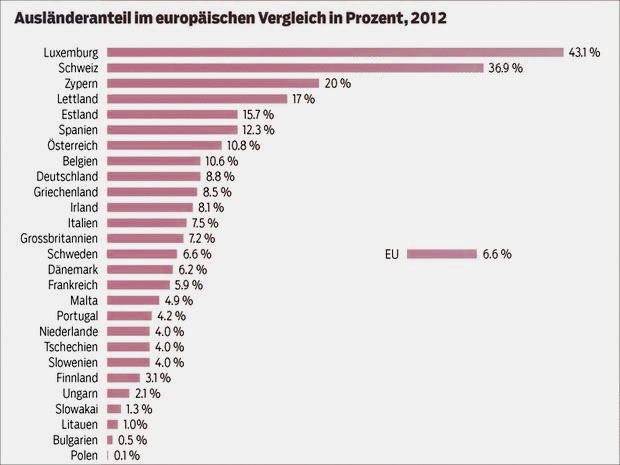 Ausländeranteil im europäischen Vergleich in Prozent, 2012
Luxemburg 43.1 %
Schweiz 36.9 %
Zypern 20 %
Lettland 17 %
Estland 15.7 %
Spanien 12.3 %
Österreich 10.8 %
Belgien 10.6 %
Deutschland 8.8 %
Griechenland 8.5 %
Irland 8.1 %
Italien 7.5 %
Grossbritannien 7.2 %
Schweden 6.6 % EU 6.6 %
Dänemark 6.2 %
Frankreich 5.9 %
Malta 4.9 %
Portugal 4.2 %
Niederlande 4.0 %
Tschechien 4.0 %
Slowenien 4.0 %
Finnland 3.1 %
Ungarn 2.1 %
Slowakai 1.3 %
Litauen 1.0%
Bulgarien 0.5 %
Polen 0.1 %